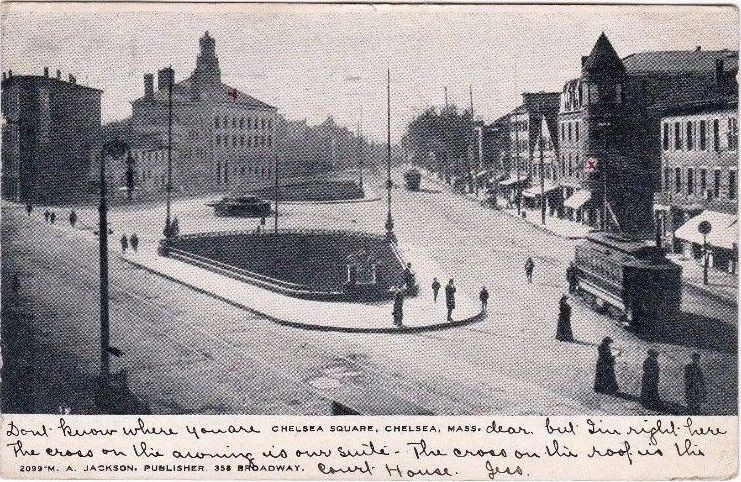 Dont know where you are CHELSEA SQUARE, CHELSEA, MASS. dear but I'm right here
The cross on the awning is our suite - The cross on the roof is the
2099 M. A. JACKSON, PUBLISHER 358 BROADWAY. Court House. Jess.